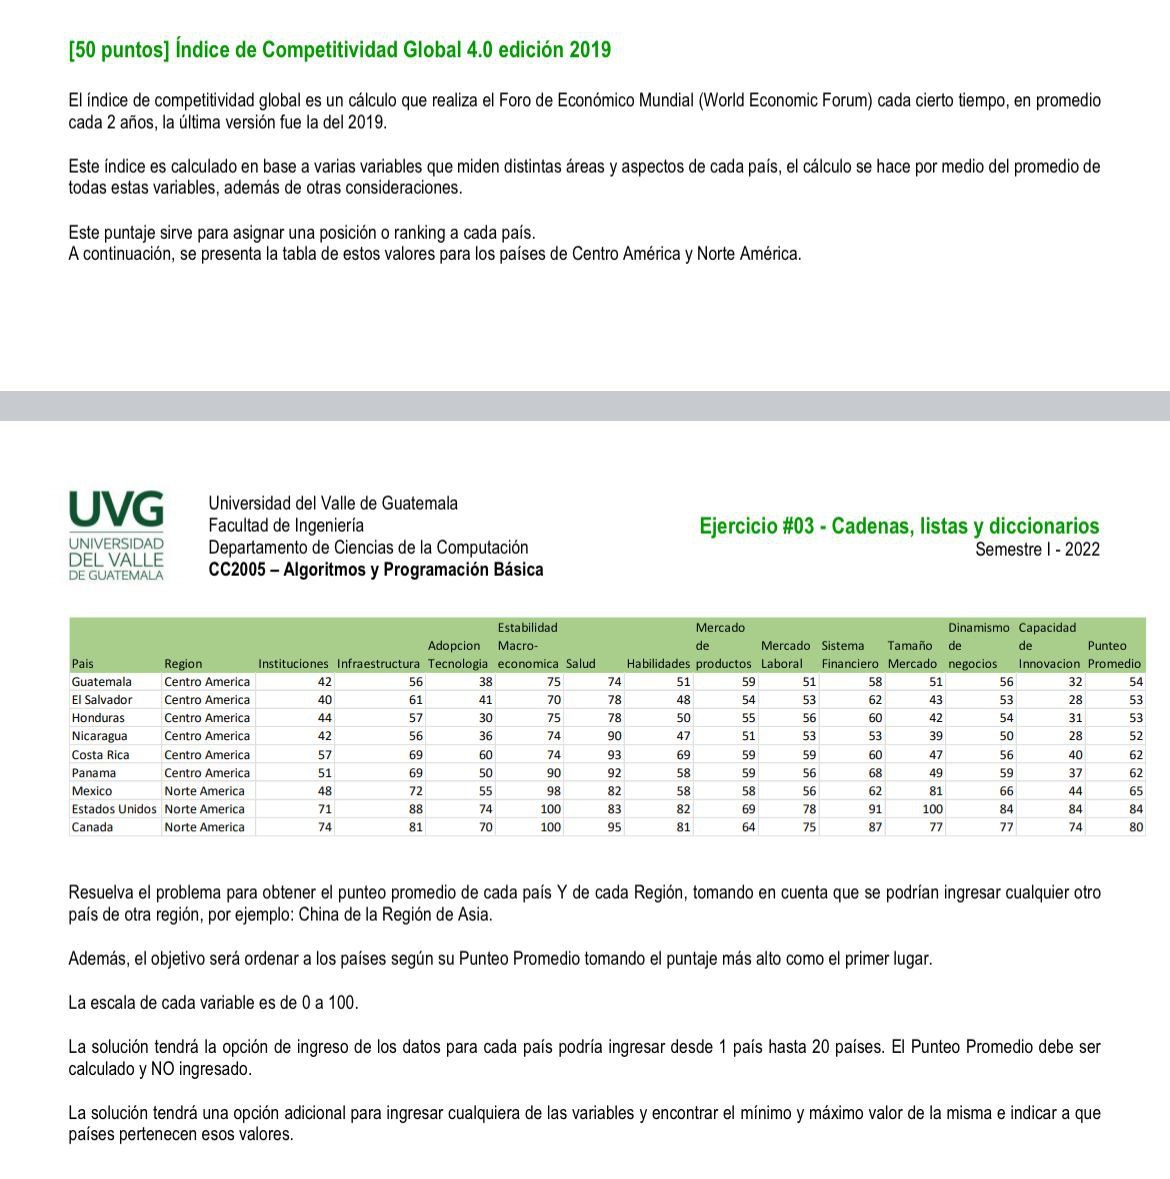 [50 puntos] Índice de Competitividad Global 4.0 edición 2019
El índice de competitividad global es un cálculo que realiza el Foro de Económico Mundial (World Economic Forum) cada cierto tiempo, en promedio
cada 2 años, la última versión fue la del 2019.
Este índice es calculado en base a varias variables que miden distintas áreas y aspectos de cada país, el cálculo se hace por medio del promedio de
todas estas variables, además de otras consideraciones.
Este puntaje sirve para asignar una posición o ranking a cada país.
A continuación, se presenta la tabla de estos valores para los países de Centro América y Norte América.
UVG
UNIVERSIDAD
DEL VALLE
DE GUATEMALA
Universidad del Valle de Guatemala
Facultad de Ingeniería
Departamento de Ciencias de la Computación
CC2005 – Algoritmos y Programación Básica
Ejercicio #03 - Cadenas, listas y diccionarios
Semestre I - 2022
Estabilidad Mercado Dinamismo Capacidad
Adopcion Macro- de Mercado Sistema Tamaño de de Punteo
Pais Region Instituciones Infraestructura Tecnologia economica Salud Habilidades productos Laboral Financiero Mercado negocios Innovacion Promedio
Guatemala Centro America 42 56 38 75 74 51 59 51 58 51 56 32 54
El Salvador Centro America 40 61 41 70 78 48 54 53 62 43 53 28 53
Honduras Centro America 44 57 30 75 78 50 55 56 60 42 54 31 53
Nicaragua Centro America 42 56 36 74 90 47 51 53 53 39 50 28 52
Costa Rica Centro America 57 69 60 74 93 69 59 59 60 47 56 40 62
Panama Centro America 51 69 50 90 92 58 59 56 68 49 59 37 62
Mexico Norte America 48 72 55 98 82 58 58 56 62 81 66 44 65
Estados Unidos Norte America 71 88 74 100 83 82 69 78 91 100 84 84 84
Canada Norte America 74 81 70 100 95 81 64 75 87 77 77 74 80
Resuelva el problema para obtener el punteo promedio de cada país Y de cada Región, tomando en cuenta que se podrían ingresar cualquier otro
país de otra región, por ejemplo: China de la Región de Asia.
Además, el objetivo será ordenar a los países según su Punteo Promedio tomando el puntaje más alto como el primer lugar.
La escala de cada variable es de 0 a 100.
La solución tendrá la opción de ingreso de los datos para cada país podría ingresar desde 1 país hasta 20 países. El Punteo Promedio debe ser
calculado y NO ingresado.
La solución tendrá una opción adicional para ingresar cualquiera de las variables y encontrar el mínimo y máximo valor de la misma e indicar a que
países pertenecen esos valores.